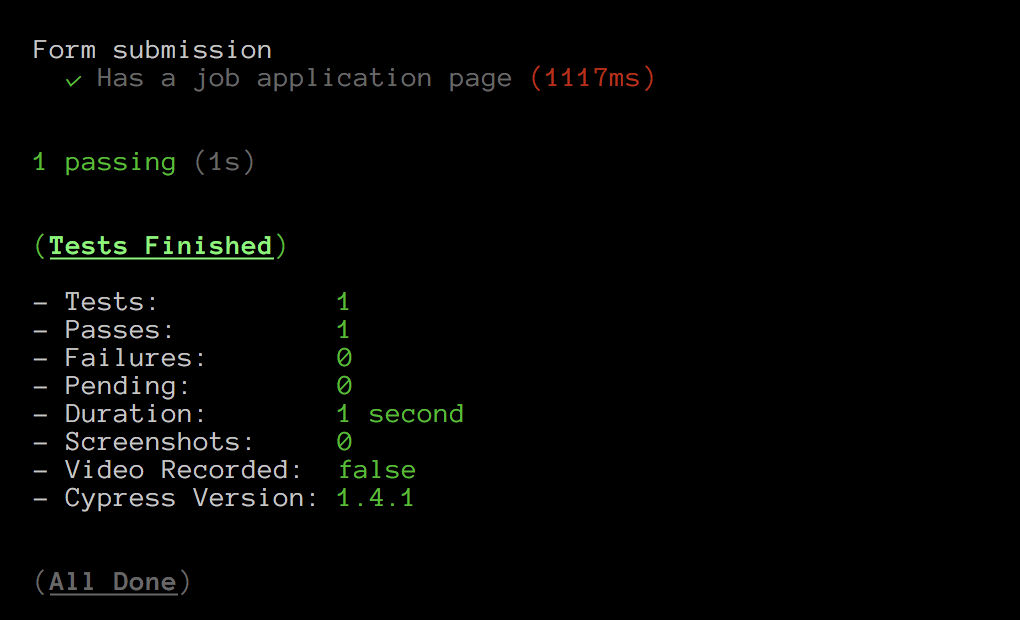 Form submission
✓ Has a job application page (1117ms)
1 passing (1s)
(Tests Finished)
– Tests: 1
– Passes: 1
– Failures: 0
– Pending: 0
– Duration: 1 second
– Screenshots: 0
– Video Recorded: false
– Cypress Version: 1.4.1
(All Done)